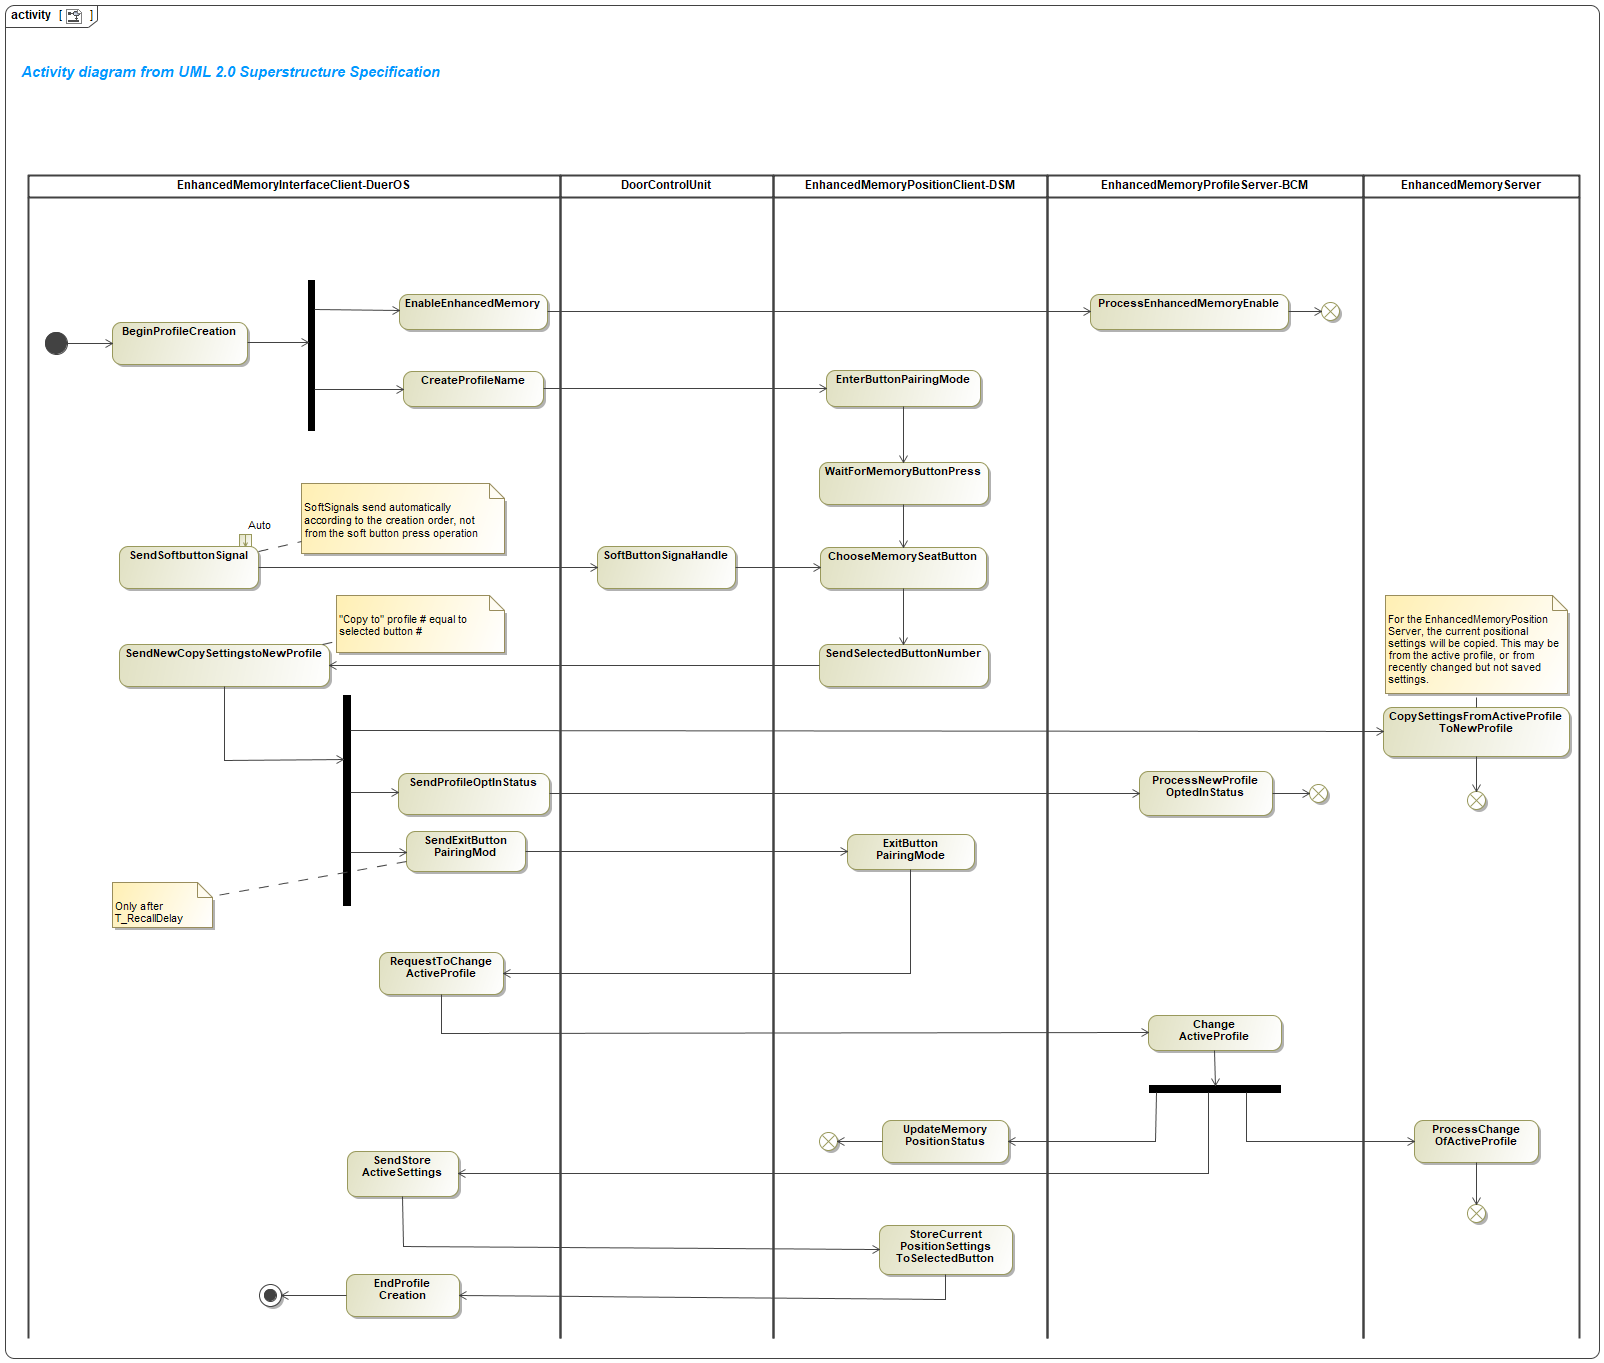 activity [ ]
Activity diagram from UML 2.0 Superstructure Specification
EnhancedMemoryInterfaceClient-DuerOS
DoorControlUnit
EnhancedMemoryPositionClient-DSM
EnhancedMemoryProfileServer-BCM
EnhancedMemoryServer
BeginProfileCreation
EnableEnhancedMemory
ProcessEnhancedMemoryEnable
CreateProfileName
EnterButtonPairingMode
WaitForMemoryButtonPress
SoftSignals send automatically
according to the creation order, not
from the soft button press operation
Auto
SendSoftbuttonSignal
SoftButtonSignaHandle
ChooseMemorySeatButton
"Copy to" profile # equal to
selected button #
SendNewCopySettingstoNewProfile
SendSelectedButtonNumber
For the EnhancedMemoryPosition
Server, the current positional
settings will be copied. This may be
from the active profile, or from
recently changed but not saved
settings.
CopySettingsFromActiveProfile
ToNewProfile
SendProfileOptInStatus
ProcessNewProfile
OptedInStatus
SendExitButton
PairingMod
ExitButton
PairingMode
Only after
T_RecallDelay
RequestToChange
ActiveProfile
Change
ActiveProfile
UpdateMemory
PositionStatus
ProcessChange
OfActiveProfile
SendStore
ActiveSettings
StoreCurrent
PositionSettings
ToSelectedButton
EndProfile
Creation